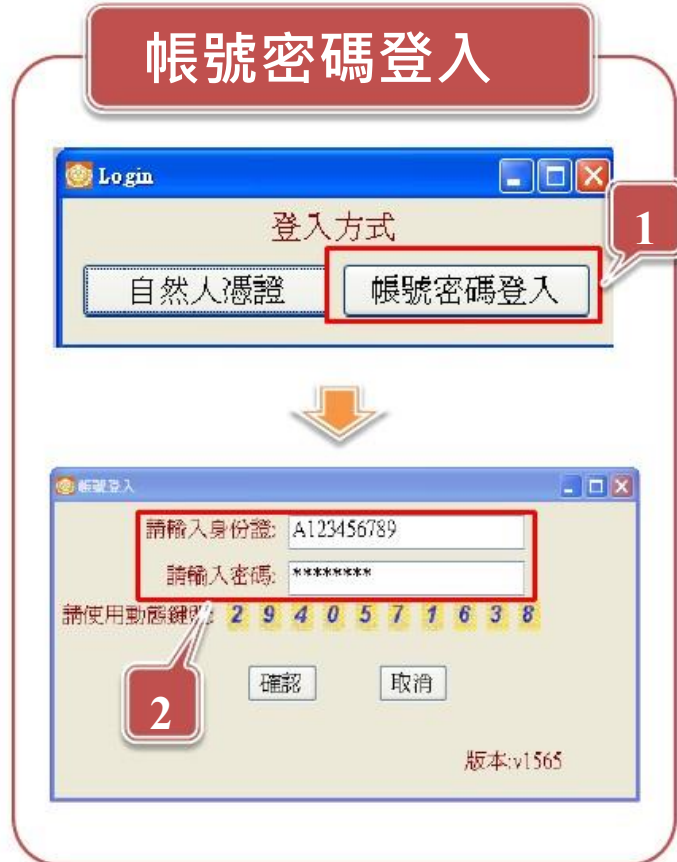 帳號密碼登入
Login
登入方式
1
自然人憑證 帳號密碼登入
帳號登入
請輸入身份證: A123456789
請輸入密碼: ********
請使用動態鍵 2 9 4 0 5 7 1 6 3 8
2
確認 取消
版本:v1565